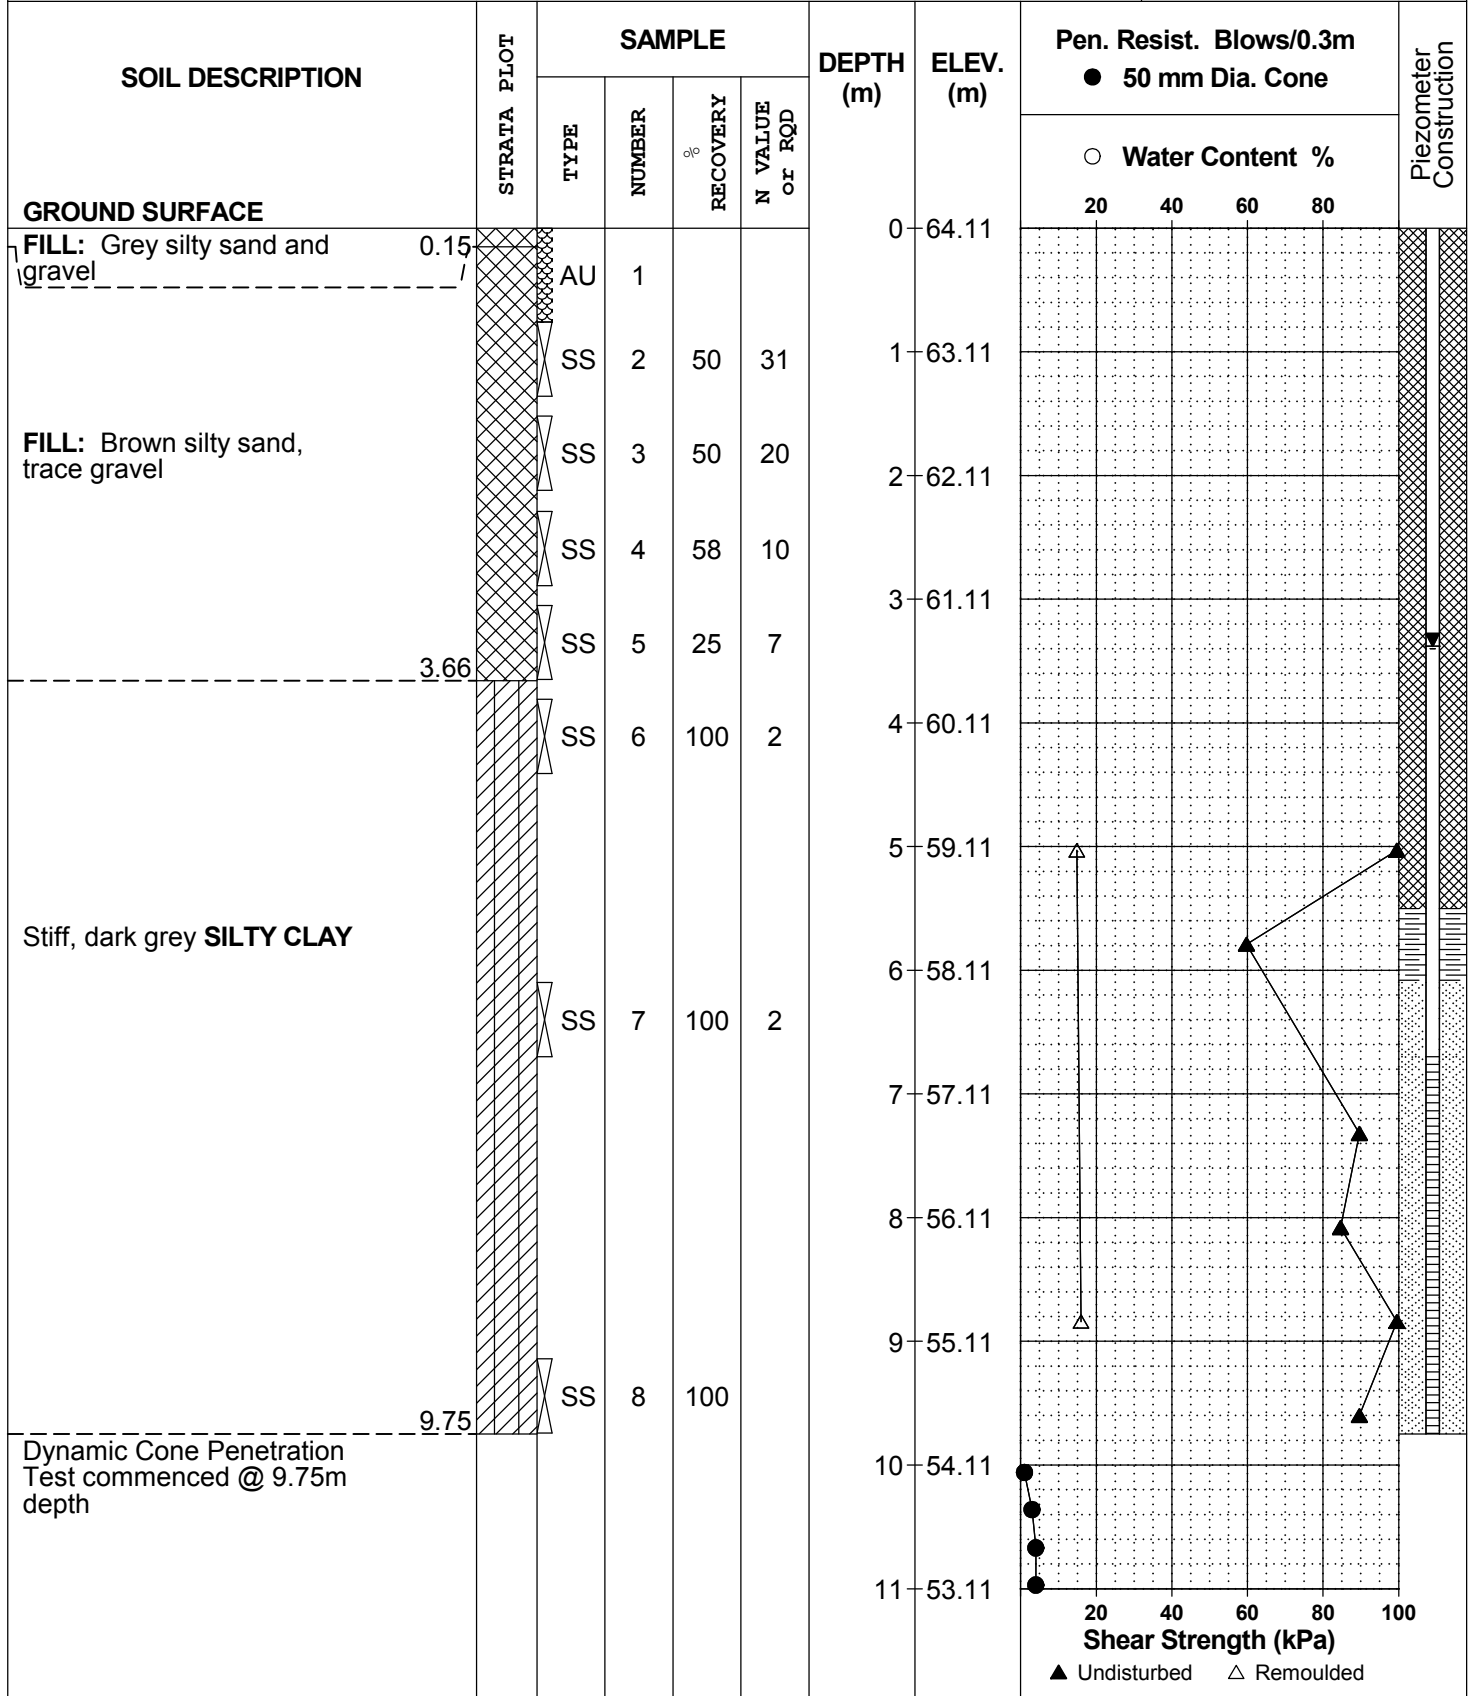 SOIL DESCRIPTION
STRATA PLOT
SAMPLE
TYPE
NUMBER
%
RECOVERY
N VALUE
or RQD
DEPTH
(m)
ELEV.
(m)
Pen. Resist. Blows/0.3m
● 50 mm Dia. Cone
○ Water Content %
Piezometer
Construction
20 40 60 80
GROUND SURFACE
0 64.11
FILL: Grey silty sand and
gravel
0.15
AU 1
SS 2 50 31
1 63.11
FILL: Brown silty sand,
trace gravel
SS 3 50 20
2 62.11
SS 4 58 10
3 61.11
SS 5 25 7
3.66
SS 6 100 2
4 60.11
5 59.11
Stiff, dark grey SILTY CLAY
6 58.11
SS 7 100 2
7 57.11
8 56.11
9 55.11
SS 8 100
9.75
Dynamic Cone Penetration
Test commenced @ 9.75m
depth
10 54.11
11 53.11
20 40 60 80 100
Shear Strength (kPa)
▲ Undisturbed △ Remoulded